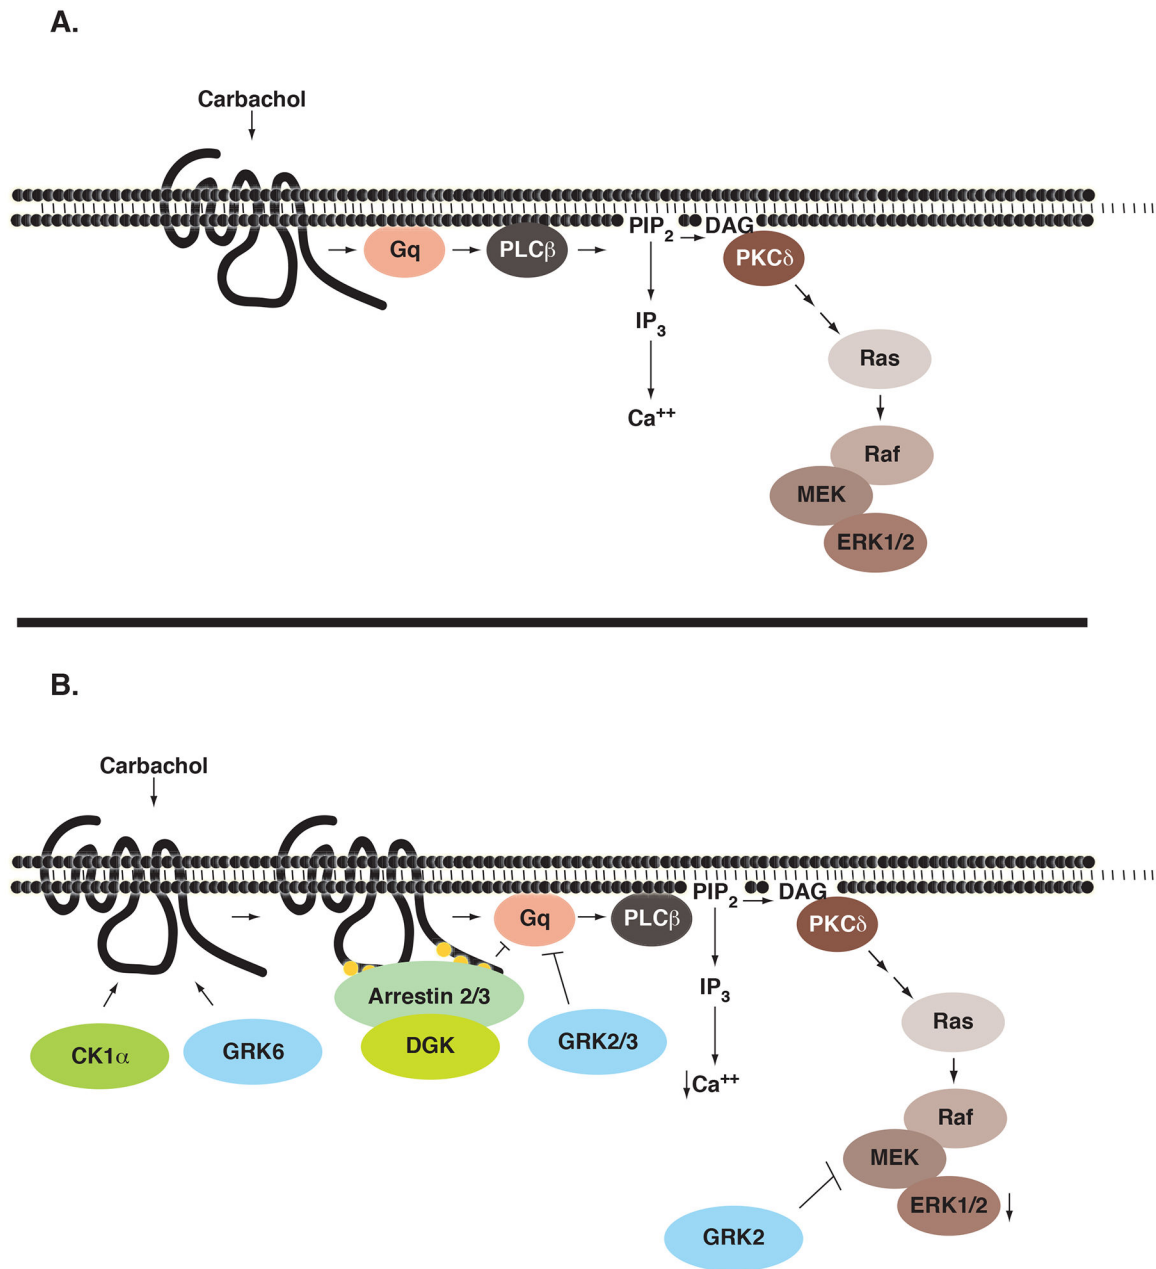 A.
Carbachol
Gq
PLCβ
PIP2
DAG
PKCδ
IP3
Ras
Ca++
Raf
MEK
ERK1/2
B.
Carbachol
PIP2
DAG
Gq
PLCβ
PKCδ
Arrestin 2/3
IP3
Ras
CK1α
GRK6
DGK
GRK2/3
Ca++
Raf
MEK
ERK1/2
GRK2